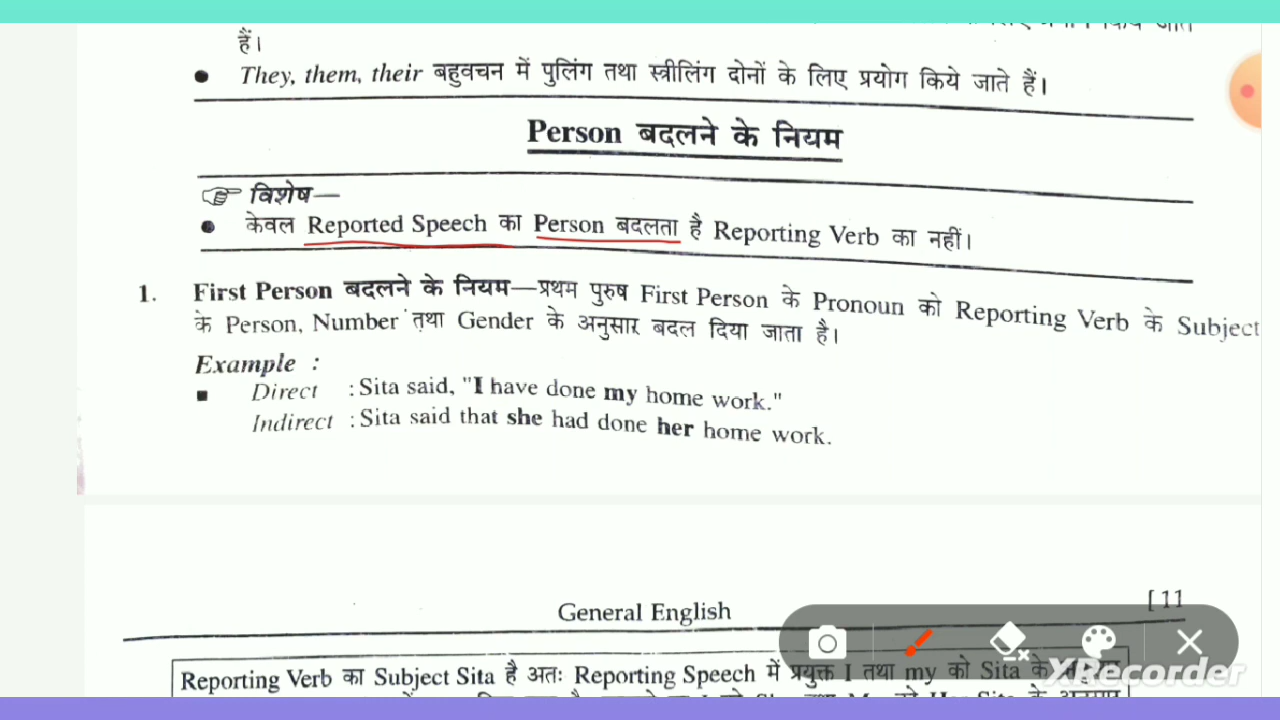 हैं।
● They, them, their बहुवचन में पुलिंग तथा स्त्रीलिंग दोनों के लिए प्रयोग किये जाते हैं।
Person बदलने के नियम
☞ विशेष—
● केवल Reported Speech का Person बदलता है Reporting Verb का नहीं।
1. First Person बदलने के नियम—प्रथम पुरुष First Person के Pronoun को Reporting Verb के Subject
के Person, Number तथा Gender के अनुसार बदल दिया जाता है।
Example :
■ Direct : Sita said, "I have done my home work."
Indirect : Sita said that she had done her home work.
General English
[ 11
Reporting Verb का Subject Sita है अतः Reporting Speech में प्रयुक्त I तथा my को Sita के
XRecorder